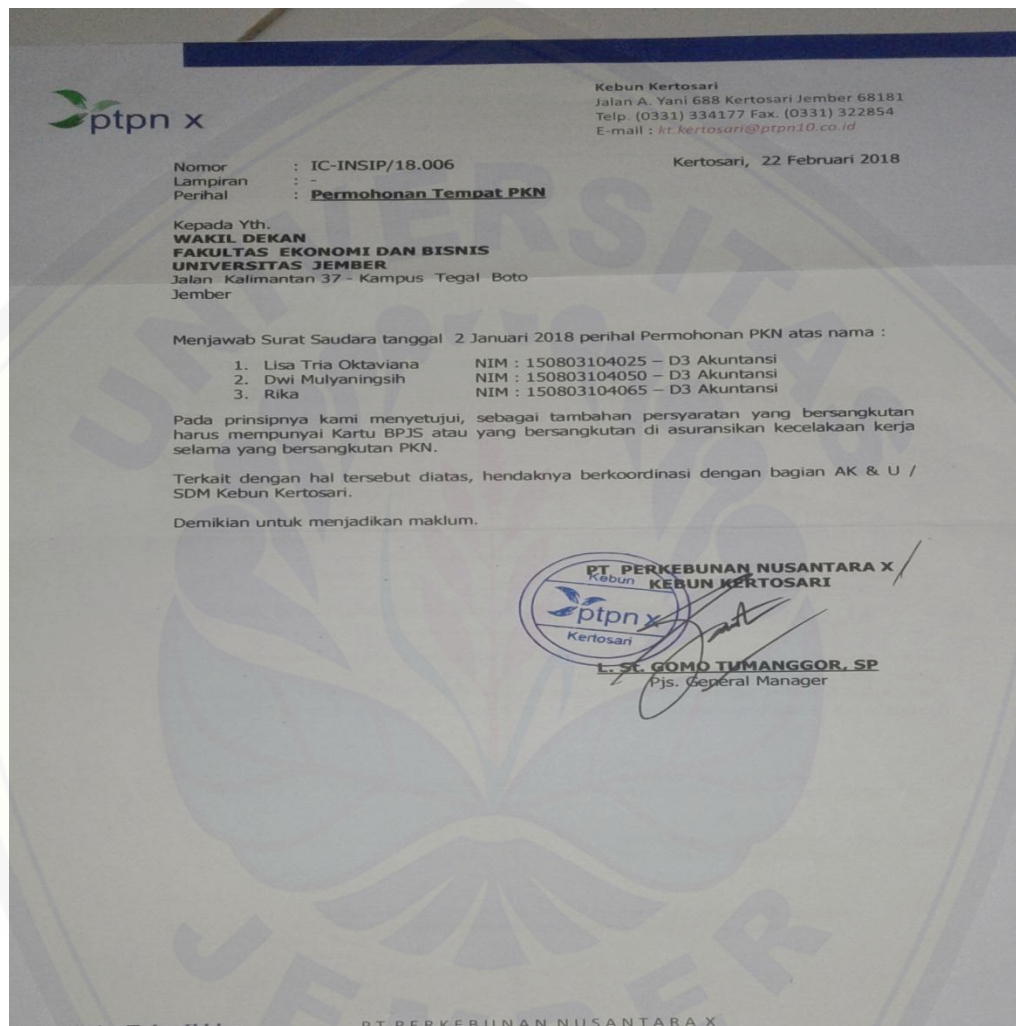 ptpn x
Kebun Kertosari
Jalan A. Yani 688 Kertosari Jember 68181
Telp. (0331) 334177 Fax. (0331) 322854
E-mail : kt.kertosari@ptpn10.co.id
Kertosari, 22 Februari 2018
Nomor : IC-INSIP/18.006
Lampiran : -
Perihal : Permohonan Tempat PKN
Kepada Yth.
WAKIL DEKAN
FAKULTAS EKONOMI DAN BISNIS
UNIVERSITAS JEMBER
Jalan Kalimantan 37 - Kampus Tegal Boto
Jember
Menjawab Surat Saudara tanggal 2 Januari 2018 perihal Permohonan PKN atas nama :
1. Lisa Tria Oktaviana NIM : 150803104025 – D3 Akuntansi
2. Dwi Mulyaningsih NIM : 150803104050 – D3 Akuntansi
3. Rika NIM : 150803104065 – D3 Akuntansi
Pada prinsipnya kami menyetujui, sebagai tambahan persyaratan yang bersangkutan
harus mempunyai Kartu BPJS atau yang bersangkutan di asuransikan kecelakaan kerja
selama yang bersangkutan PKN.
Terkait dengan hal tersebut diatas, hendaknya berkoordinasi dengan bagian AK & U /
SDM Kebun Kertosari.
Demikian untuk menjadikan maklum.
PT. PERKEBUNAN NUSANTARA X
KEBUN KERTOSARI
Kebun
ptpn x
Kertosari
L. St. GOMO TUMANGGOR, SP
Pjs. General Manager
PT PERKEBUNAN NUSANTARA X
UNIVERSITAS
JEMBER